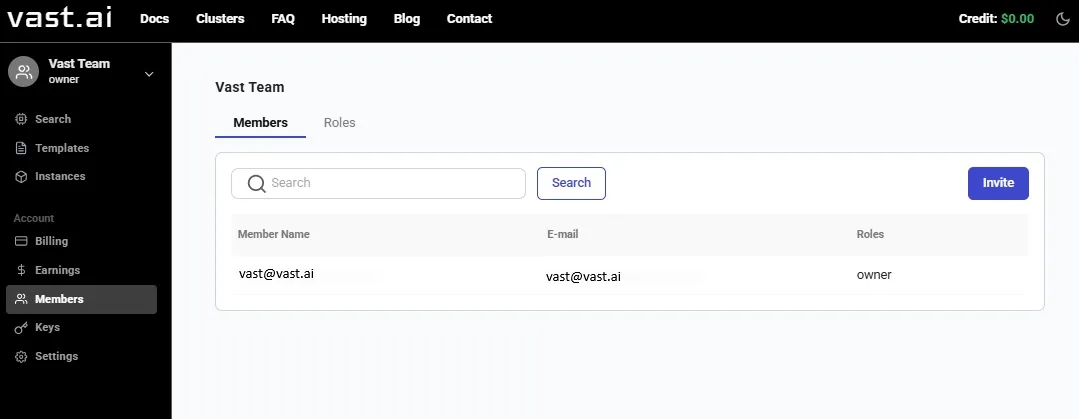 vast.ai Docs Clusters FAQ Hosting Blog Contact Credit: $0.00
Vast Team
owner
Search
Templates
Instances
Account
Billing
Earnings
Members
Keys
Settings
Vast Team
Members Roles
Search Search Invite
Member Name E-mail Roles
vast@vast.ai vast@vast.ai owner